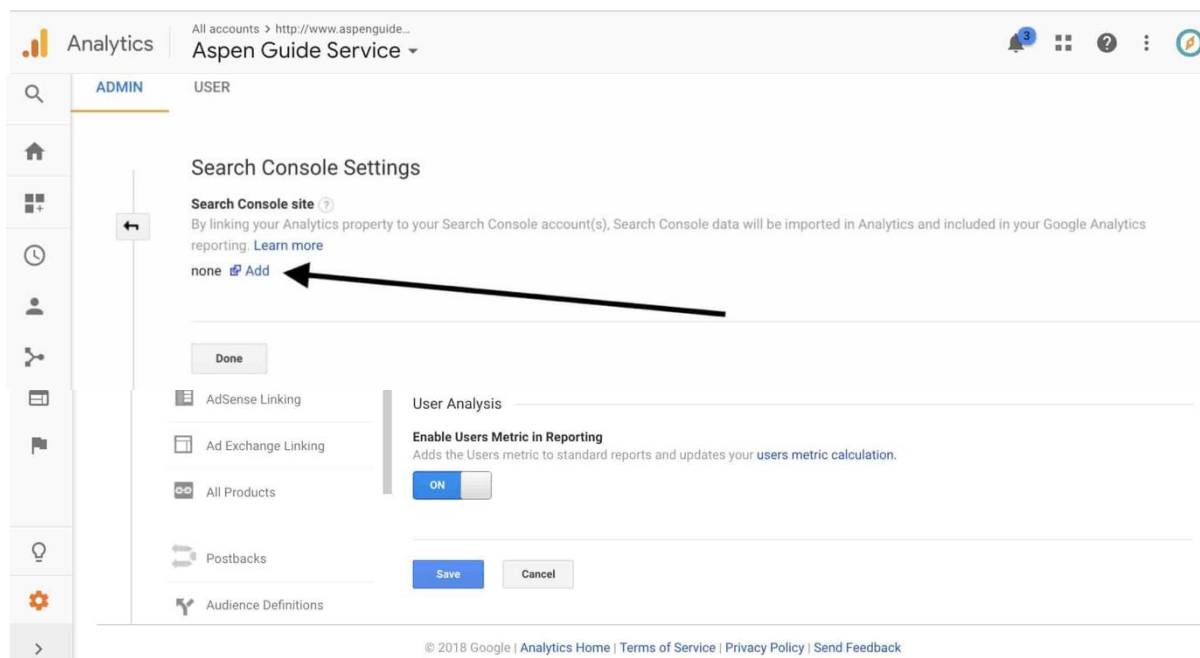 All accounts > http://www.aspenguide...
Analytics
Aspen Guide Service
3
ADMIN
USER
Search Console Settings
Search Console site ?
By linking your Analytics property to your Search Console account(s), Search Console data will be imported in Analytics and included in your Google Analytics
reporting. Learn more
none Add
Done
AdSense Linking
User Analysis
Ad Exchange Linking
Enable Users Metric in Reporting
Adds the Users metric to standard reports and updates your users metric calculation.
All Products
ON
Postbacks
Save
Cancel
Audience Definitions
© 2018 Google | Analytics Home | Terms of Service | Privacy Policy | Send Feedback